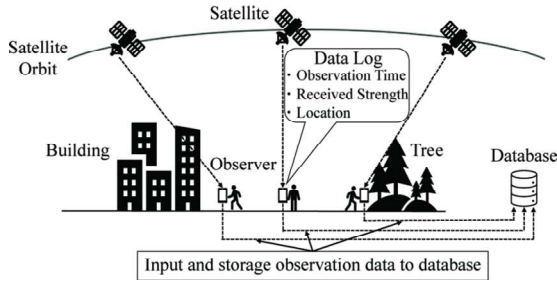 Satellite
Satellite
Orbit
Data Log
· Observation Time
· Received Strength
· Location
Building
Observer
Tree
Database
Input and storage observation data to database